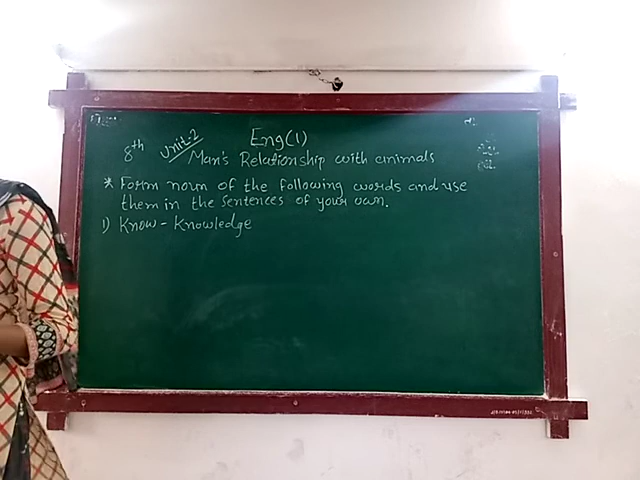 8th Unit-2 Eng(1)
Man's Relationship with animals
* Form noun of the following words and use
them in the Sentences of your own.
1) Know - Knowledge